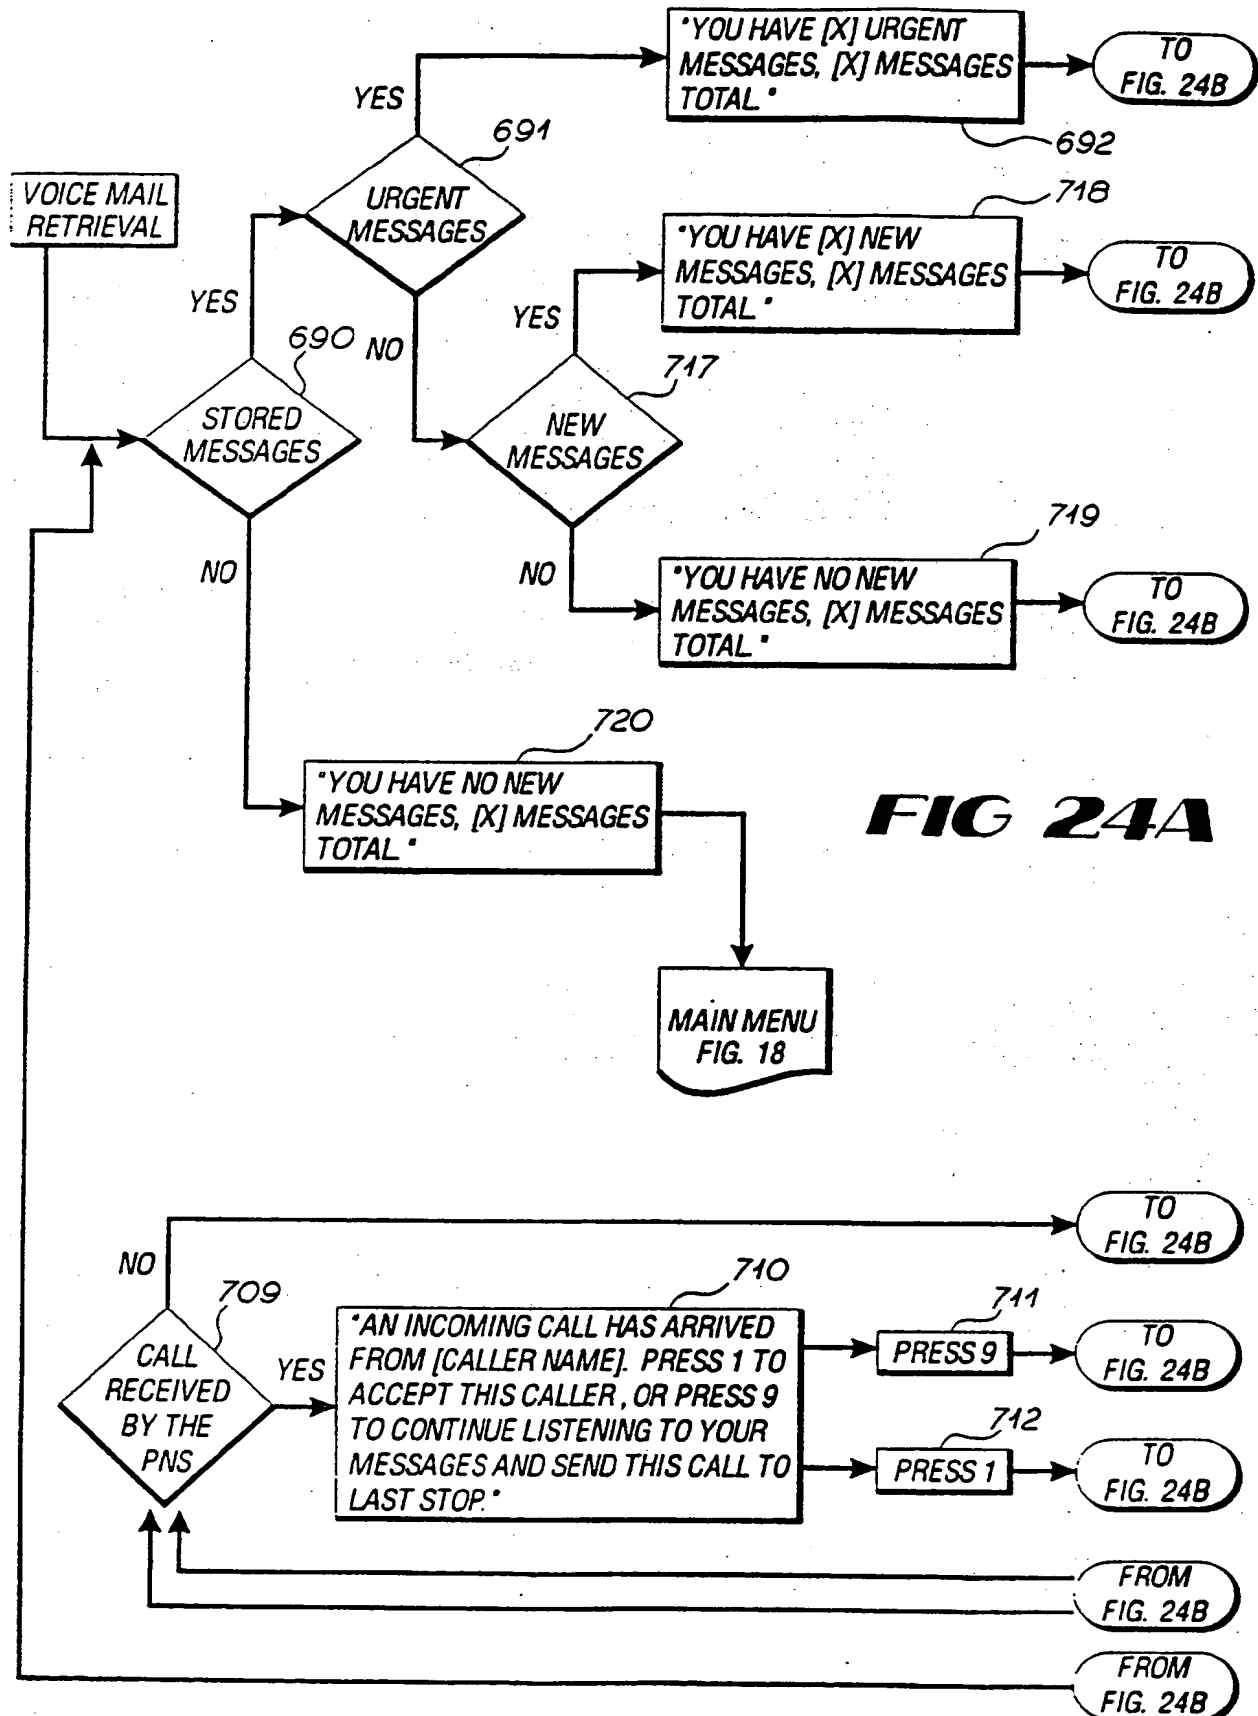 "YOU HAVE [X] URGENT
MESSAGES, [X] MESSAGES
TOTAL."
TO
FIG. 24B
YES
691
692
URGENT
MESSAGES
VOICE MAIL
RETRIEVAL
718
"YOU HAVE [X] NEW
MESSAGES, [X] MESSAGES
TOTAL."
TO
FIG. 24B
YES
YES
690
NO
717
STORED
MESSAGES
NEW
MESSAGES
719
NO
NO
"YOU HAVE NO NEW
MESSAGES, [X] MESSAGES
TOTAL."
TO
FIG. 24B
720
"YOU HAVE NO NEW
MESSAGES, [X] MESSAGES
TOTAL."
FIG 24A
MAIN MENU
FIG. 18
TO
FIG. 24B
NO
709
710
711
CALL
RECEIVED
BY THE
PNS
YES
"AN INCOMING CALL HAS ARRIVED
FROM [CALLER NAME]. PRESS 1 TO
ACCEPT THIS CALLER, OR PRESS 9
TO CONTINUE LISTENING TO YOUR
MESSAGES AND SEND THIS CALL TO
LAST STOP."
PRESS 9
TO
FIG. 24B
712
PRESS 1
TO
FIG. 24B
FROM
FIG. 24B
FROM
FIG. 24B